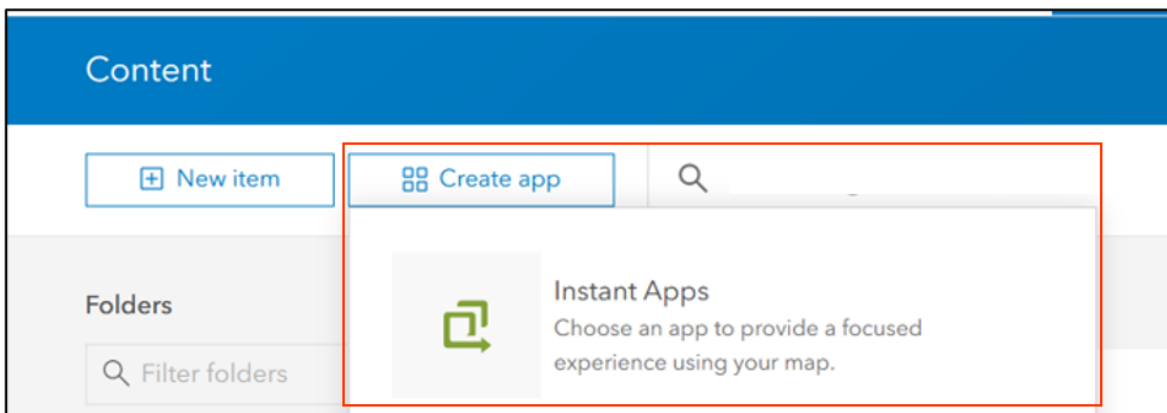 Content
New item
Create app
Instant Apps
Choose an app to provide a focused
experience using your map.
Folders
Filter folders